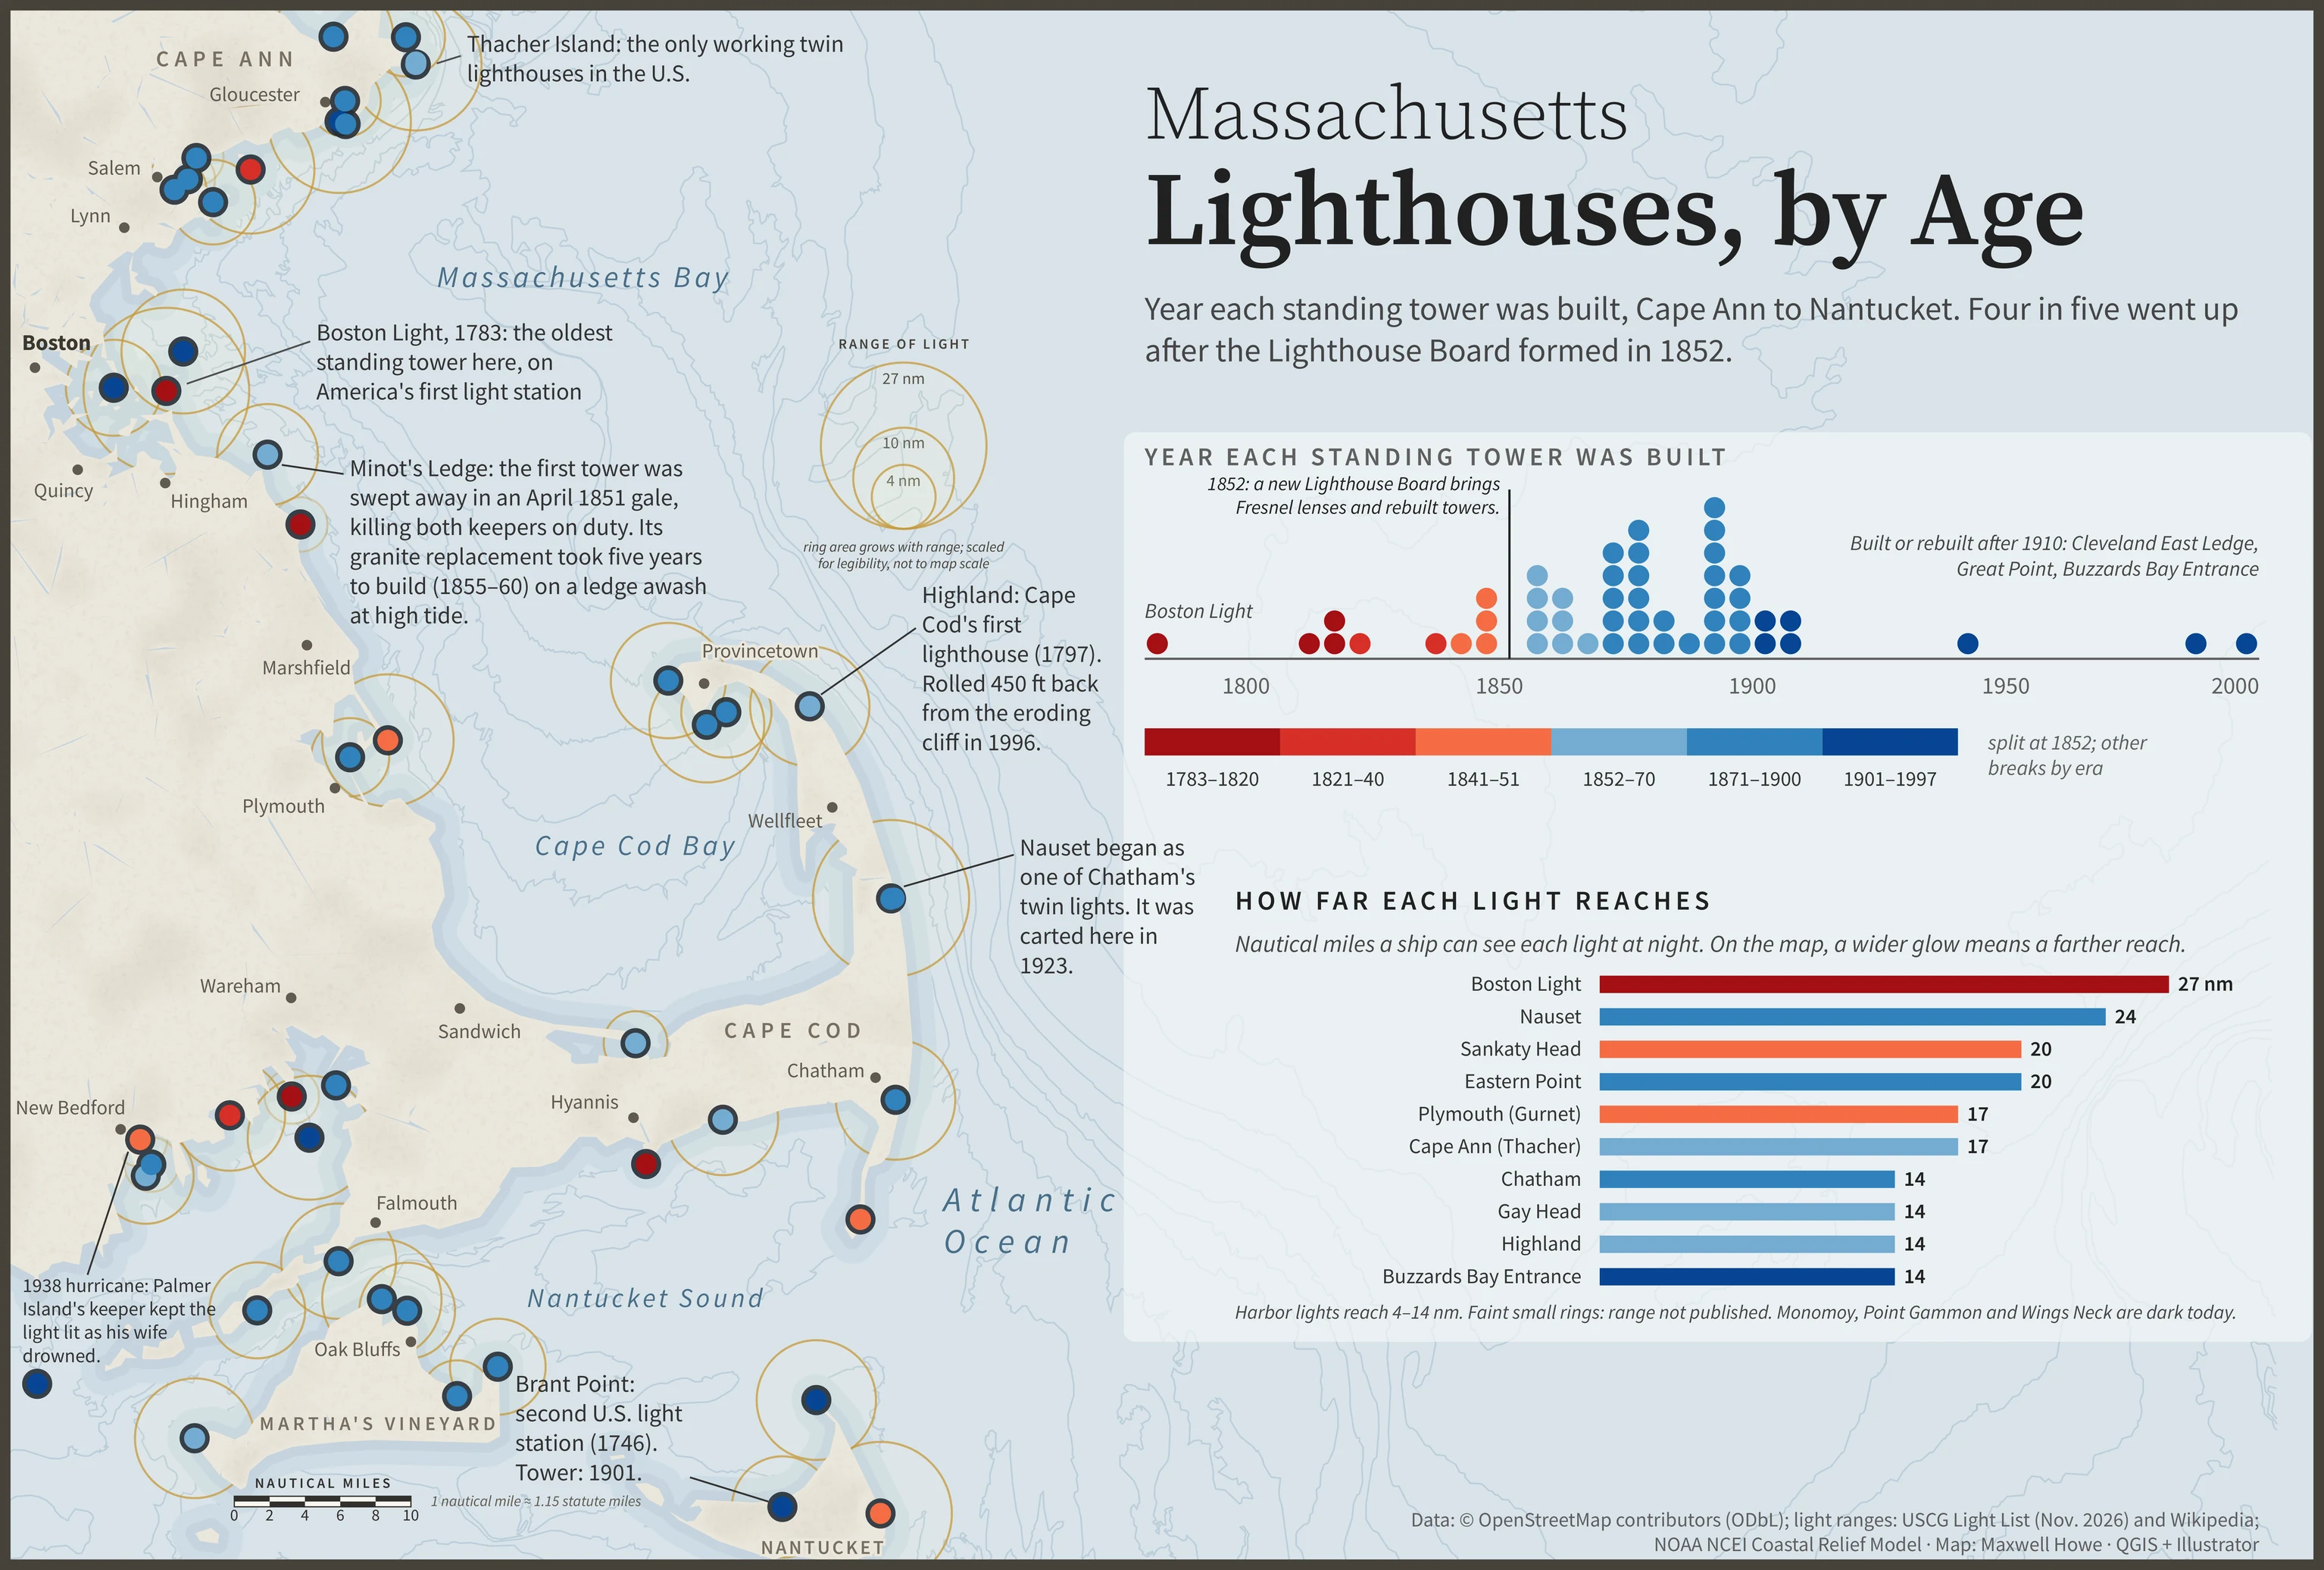 Massachusetts
Lighthouses, by Age
Year each standing tower was built, Cape Ann to Nantucket. Four in five went up
after the Lighthouse Board formed in 1852.
CAPE ANN
Gloucester
Salem
Lynn
Thacher Island: the only working twin
lighthouses in the U.S.
Massachusetts Bay
Boston
Boston Light, 1783: the oldest
standing tower here, on
America's first light station
Quincy
Hingham
Minot's Ledge: the first tower was
swept away in an April 1851 gale,
killing both keepers on duty. Its
granite replacement took five years
to build (1855–60) on a ledge awash
at high tide.
RANGE OF LIGHT
27 nm
10 nm
4 nm
ring area grows with range; scaled
for legibility, not to map scale
Highland: Cape
Cod's first
lighthouse (1797).
Rolled 450 ft back
from the eroding
cliff in 1996.
Marshfield
Provincetown
Plymouth
Wellfleet
Cape Cod Bay
Nauset began as
one of Chatham's
twin lights. It was
carted here in
1923.
Wareham
Sandwich
CAPE COD
Chatham
Hyannis
New Bedford
Falmouth
Atlantic
Ocean
1938 hurricane: Palmer
Island's keeper kept the
light lit as his wife
drowned.
Nantucket Sound
Oak Bluffs
MARTHA'S VINEYARD
Brant Point:
second U.S. light
station (1746).
Tower: 1901.
NAUTICAL MILES
0 2 4 6 8 10
1 nautical mile ≈ 1.15 statute miles
NANTUCKET
YEAR EACH STANDING TOWER WAS BUILT
1852: a new Lighthouse Board brings
Fresnel lenses and rebuilt towers.
Built or rebuilt after 1910: Cleveland East Ledge,
Great Point, Buzzards Bay Entrance
Boston Light
1800 1850 1900 1950 2000
1783–1820 1821–40 1841–51 1852–70 1871–1900 1901–1997
split at 1852; other
breaks by era
HOW FAR EACH LIGHT REACHES
Nautical miles a ship can see each light at night. On the map, a wider glow means a farther reach.
Boston Light 27 nm
Nauset 24
Sankaty Head 20
Eastern Point 20
Plymouth (Gurnet) 17
Cape Ann (Thacher) 17
Chatham 14
Gay Head 14
Highland 14
Buzzards Bay Entrance 14
Harbor lights reach 4–14 nm. Faint small rings: range not published. Monomoy, Point Gammon and Wings Neck are dark today.
Data: © OpenStreetMap contributors (ODbL); light ranges: USCG Light List (Nov. 2026) and Wikipedia;
NOAA NCEI Coastal Relief Model · Map: Maxwell Howe · QGIS + Illustrator